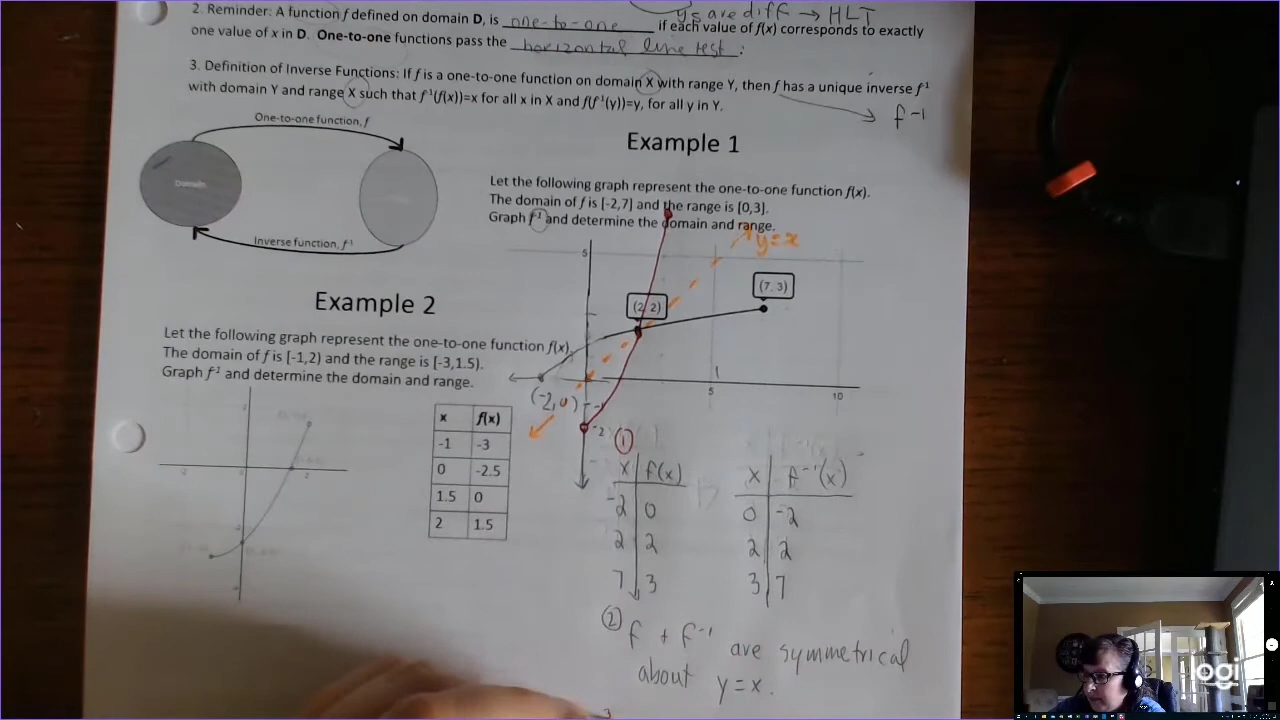 ys are diff → HLT
2. Reminder: A function f defined on domain D, is one-to-one if each value of f(x) corresponds to exactly
one value of x in D. One-to-one functions pass the horizontal line test.
3. Definition of Inverse Functions: If f is a one-to-one function on domain X with range Y, then f has a unique inverse f⁻¹
with domain Y and range X such that f⁻¹(f(x))=x for all x in X and f(f⁻¹(y))=y, for all y in Y.
f⁻¹
One-to-one function, f
Domain
Inverse function, f⁻¹
Example 1
Let the following graph represent the one-to-one function f(x).
The domain of f is [-2,7] and the range is [0,3].
Graph f⁻¹ and determine the domain and range.
y=x
5
(2, 2)
(7, 3)
(-2,0)
-1
-2
5
10
Example 2
Let the following graph represent the one-to-one function f(x).
The domain of f is [-1,2) and the range is [-3,1.5).
Graph f⁻¹ and determine the domain and range.
x f(x)
-1 -3
0 -2.5
1.5 0
2 1.5
①
x f(x)
-2 0
2 2
7 3
x f⁻¹(x)
0 -2
2 2
3 7
② f + f⁻¹ are symmetrical
about y=x.
3
ogi